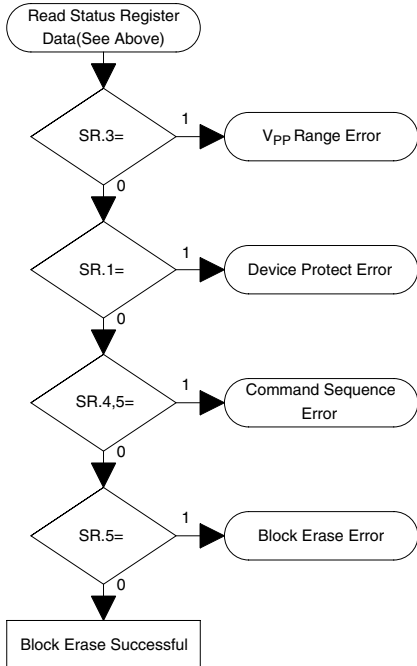 Read Status Register
Data(See Above)
SR.3=
1
VPP Range Error
0
SR.1=
1
Device Protect Error
0
SR.4,5=
1
Command Sequence
Error
0
SR.5=
1
Block Erase Error
0
Block Erase Successful